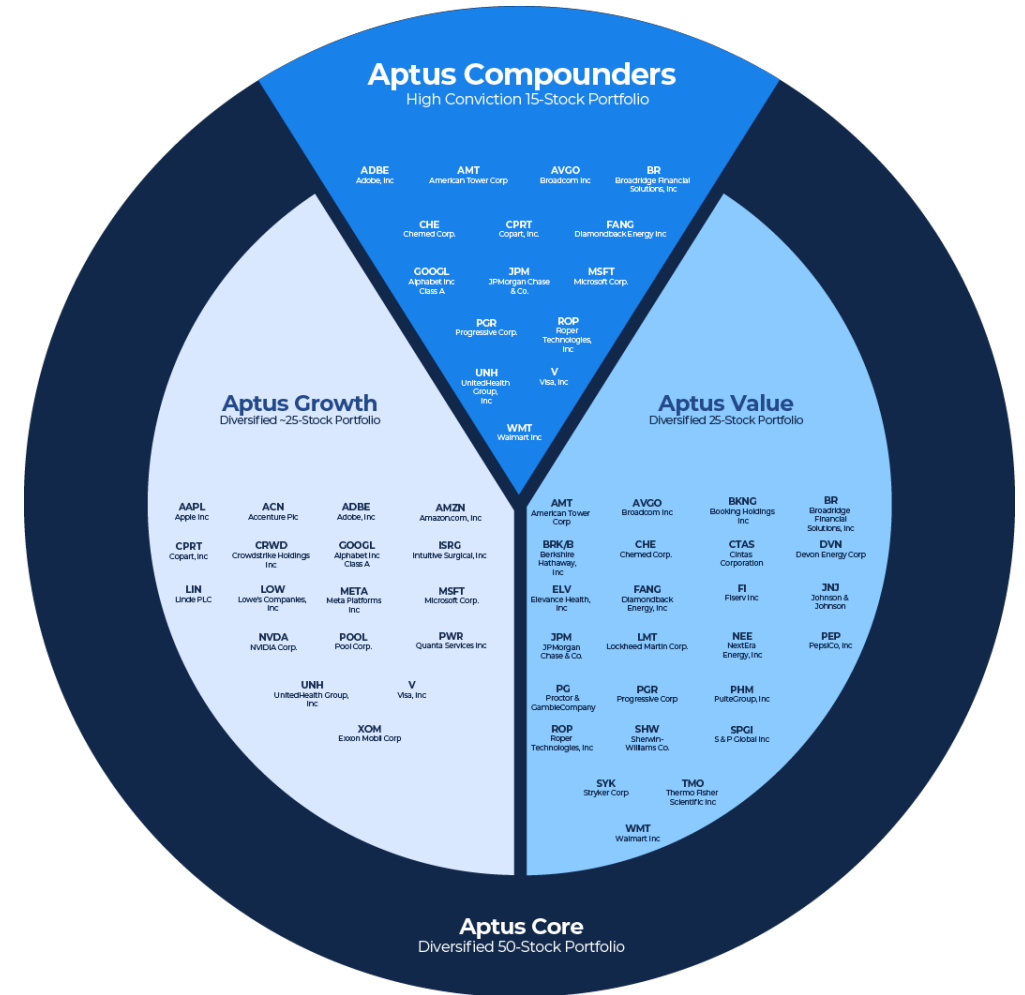 Aptus Compounders
High Conviction 15-Stock Portfolio
ADBE
Adobe, Inc
AMT
American Tower Corp
AVGO
Broadcom Inc
BR
Broadridge Financial
Solutions, Inc
CHE
Chemed Corp.
CPRT
Copart, Inc.
FANG
Diamondback Energy Inc
GOOGL
Alphabet Inc
Class A
JPM
JPMorgan Chase
& Co.
MSFT
Microsoft Corp.
PGR
Progressive Corp.
ROP
Roper
Technologies,
Inc
UNH
UnitedHealth
Group,
Inc
V
Visa, Inc
WMT
Walmart Inc
Aptus Growth
Diversified ~25-Stock Portfolio
AAPL
Apple Inc
ACN
Accenture Plc
ADBE
Adobe, Inc
AMZN
Amazon.com, Inc
CPRT
Copart, Inc
CRWD
Crowdstrike Holdings
Inc
GOOGL
Alphabet Inc
Class A
ISRG
Intuitive Surgical, Inc
LIN
Linde PLC
LOW
Lowe's Companies,
Inc
META
Meta Platforms
Inc
MSFT
Microsoft Corp.
NVDA
NVIDIA Corp.
POOL
Pool Corp.
PWR
Quanta Services Inc
UNH
UnitedHealth Group,
Inc
V
Visa, Inc
XOM
Exxon Mobil Corp
Aptus Value
Diversified 25-Stock Portfolio
AMT
American Tower
Corp
AVGO
Broadcom Inc
BKNG
Booking Holdings
Inc
BR
Broadridge
Financial
Solutions, Inc
BRK/B
Berkshire
Hathaway,
Inc
CHE
Chemed Corp.
CTAS
Cintas
Corporation
DVN
Devon Energy Corp
ELV
Elevance Health,
Inc
FANG
Diamondback
Energy, Inc
FI
Fiserv Inc
JNJ
Johnson &
Johnson
JPM
JPMorgan
Chase & Co.
LMT
Lockheed Martin Corp.
NEE
NextEra
Energy, Inc
PEP
PepsiCo, Inc
PG
Proctor &
GambleCompany
PGR
Progressive Corp
PHM
PulteGroup, Inc
ROP
Roper
Technologies, Inc
SHW
Sherwin-
Williams Co.
SPGI
S & P Global Inc
SYK
Stryker Corp
TMO
Thermo Fisher
Scientific Inc
WMT
Walmart Inc
Aptus Core
Diversified 50-Stock Portfolio